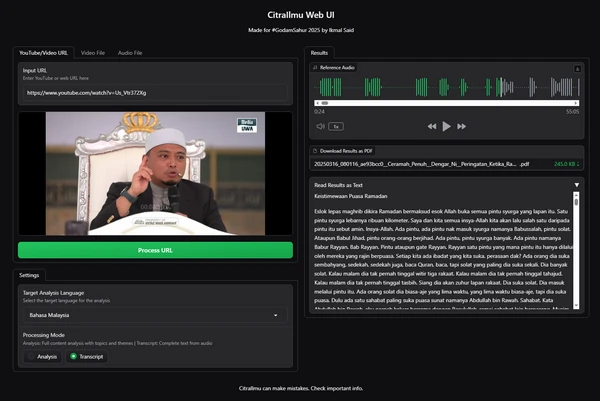 CitraIlmu Web UI
Made for #GodamSahur 2025 by Ikmal Said
YouTube/Video URL
Video File
Audio File
Input URL
Enter YouTube or web URL here
https://www.youtube.com/watch?v=Us_Vtr37ZXg
Berita
UWA
Process URL
Settings
Target Analysis Language
Select the target language for the analysis
Bahasa Malaysia
Processing Mode
Analysis: Full content analysis with topics and themes | Transcript: Complete text from audio
Analysis
Transcript
Results
Reference Audio
0:24
55:05
1x
Download Results as PDF
20250316_080116_ae93bcc0__Ceramah_Penuh__Dengar_Ni_ Peringatan_Ketika_Ra... .pdf
245.0 KB ↓
Read Results as Text
Keistimewaan Puasa Ramadan
Esok lepas maghrib dikira Ramadan bermaksud esok Allah buka semua pintu syurga yang lapan itu. Satu
pintu syurga lebarnya ribuan kilometer. Saya dan kita semua insya-Allah kita akan lalu salah satu daripada
pintu itu sebut amin. Insya-Allah. Ada pintu, ada pintu nak masuk syurga namanya Babussalah, pintu solat.
Ataupun Babul Jihad, pintu orang-orang berjihad. Ada pintu, pintu syurga banyak. Ada pintu namanya
Babur Rayyan. Bab Rayyan. Pintu ataupun gate Rayyan. Rayyan satu pintu yang mana pintu itu hanya dilalui
oleh mereka yang rajin berpuasa. Setiap kita ada ibadat yang kita suka, perasan dak? Ada orang dia suka
sembahyang, sedekah, sedekah juga, baca Quran, baca, tapi solat yang paling dia suka sekali. Dia banyak
solat. Kalau malam dia tak pernah tinggal witir tiga rakaat. Kalau malam dia tak pernah tinggal tahajud.
Kalau malam dia tak pernah tinggal tasbih. Siang dia akan zuhur lapan rakaat. Dia suka solat. Dia masuk
melalui pintu itu. Ada orang solat dia biasa-aje yang lima waktu, yang lima waktu biasa-aje, tapi dia suka
puasa. Dulu ada satu sahabat paling suka puasa sunat namanya Abdullah bin Rawah. Sahabat. Kata
CitraIlmu can make mistakes. Check important info.